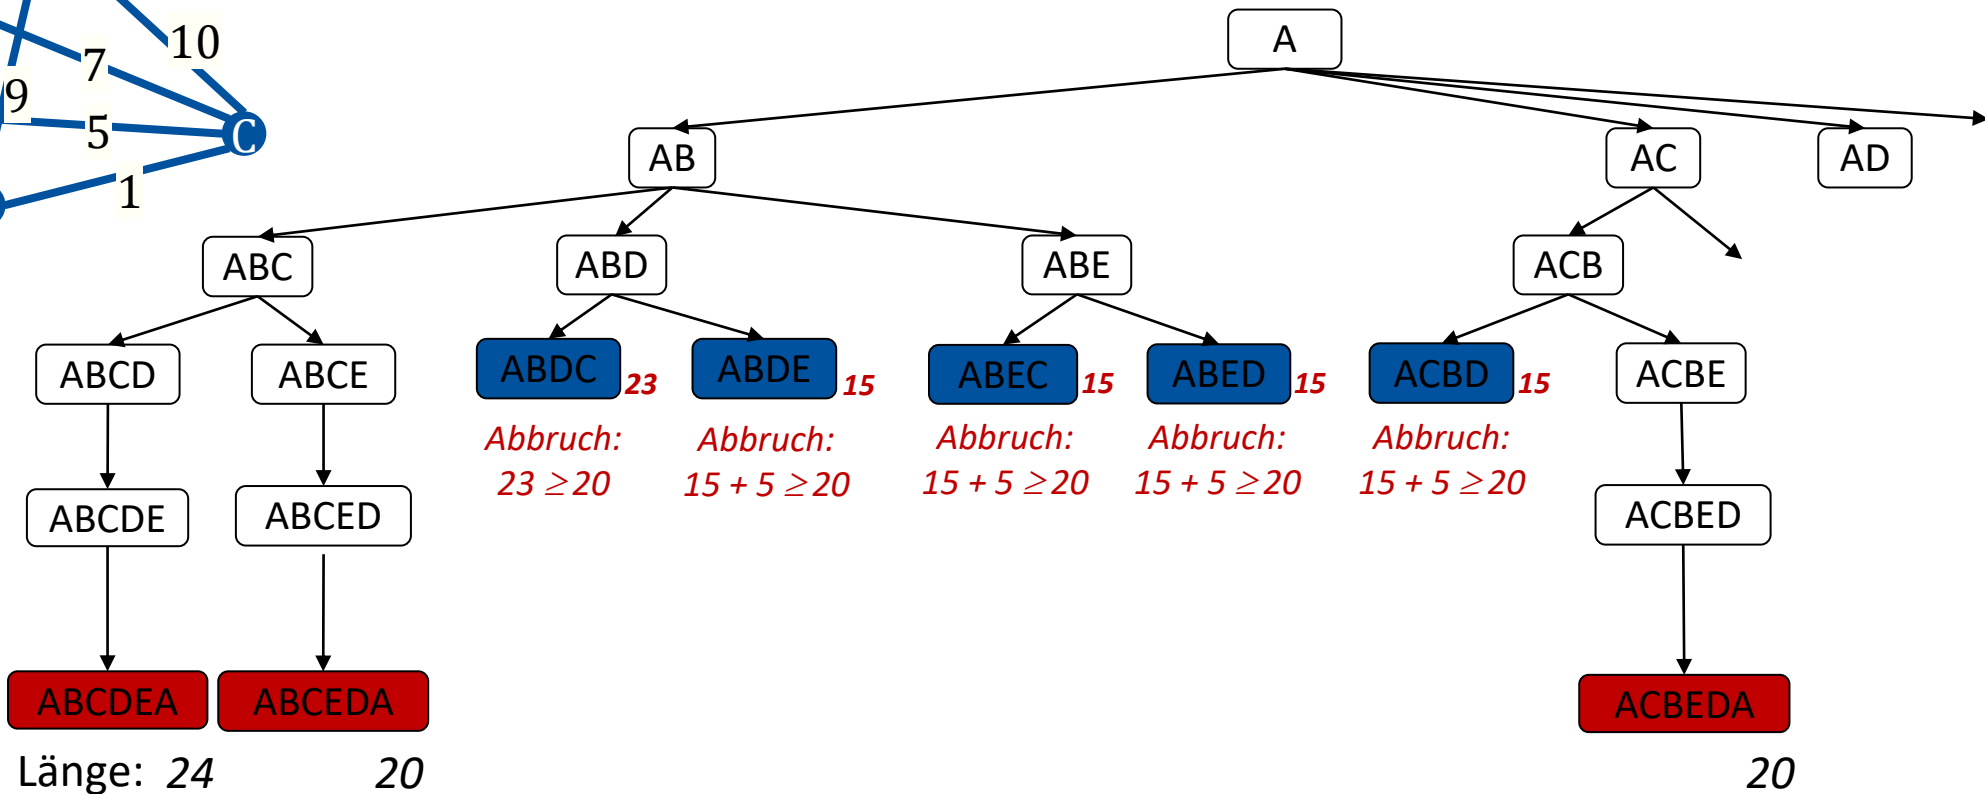 10
7
9
5
C
1
A
AB
AC
AD
ABC
ABD
ABE
ACB
ABCD
ABCE
ABDC 23
ABDE 15
ABEC 15
ABED 15
ACBD 15
ACBE
Abbruch:
23 ≥ 20
Abbruch:
15 + 5 ≥ 20
Abbruch:
15 + 5 ≥ 20
Abbruch:
15 + 5 ≥ 20
Abbruch:
15 + 5 ≥ 20
ABCDE
ABCED
ACBED
ABCDEA
ABCEDA
ACBEDA
Länge: 24
20
20